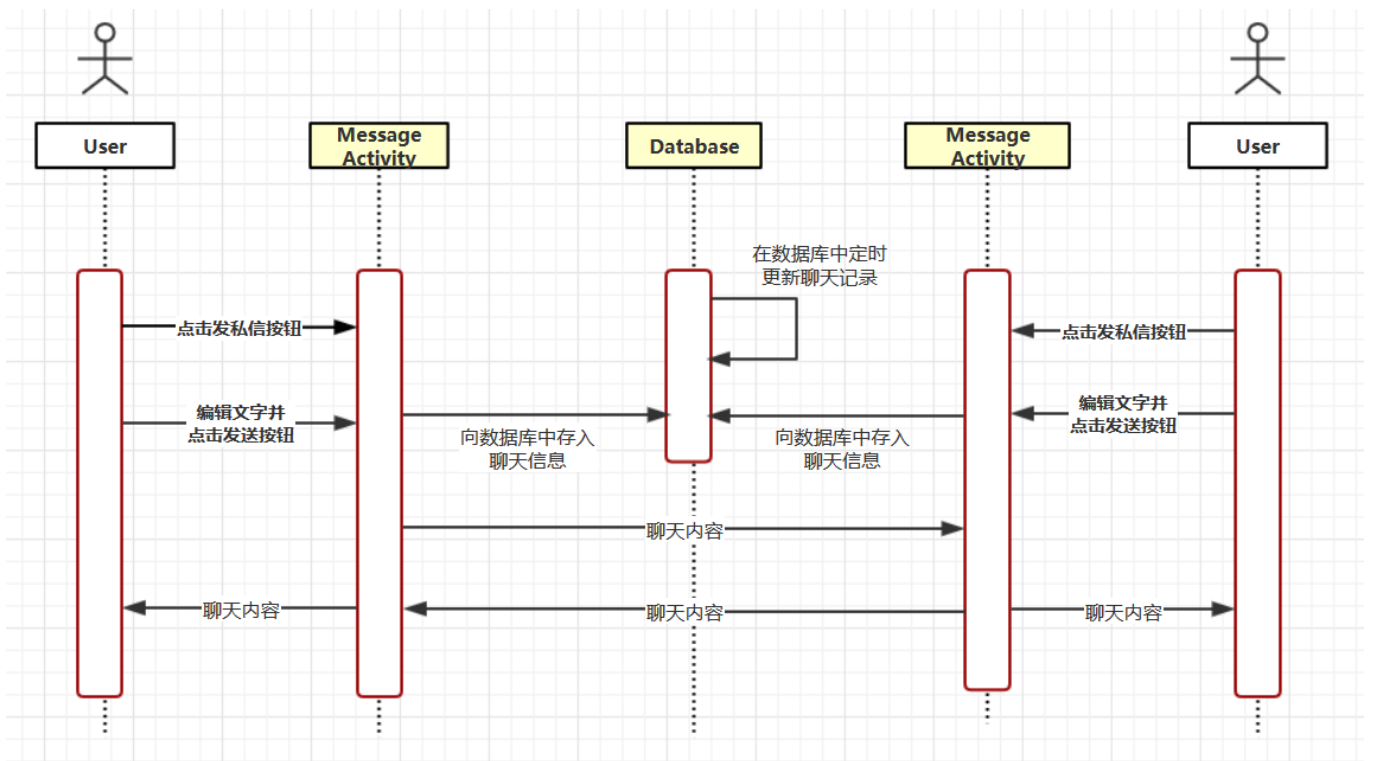 User
Message
Activity
Database
Message
Activity
User
在数据库中定时
更新聊天记录
点击发私信按钮
点击发私信按钮
编辑文字并
点击发送按钮
向数据库中存入
聊天信息
向数据库中存入
聊天信息
编辑文字并
点击发送按钮
聊天内容
聊天内容
聊天内容
聊天内容